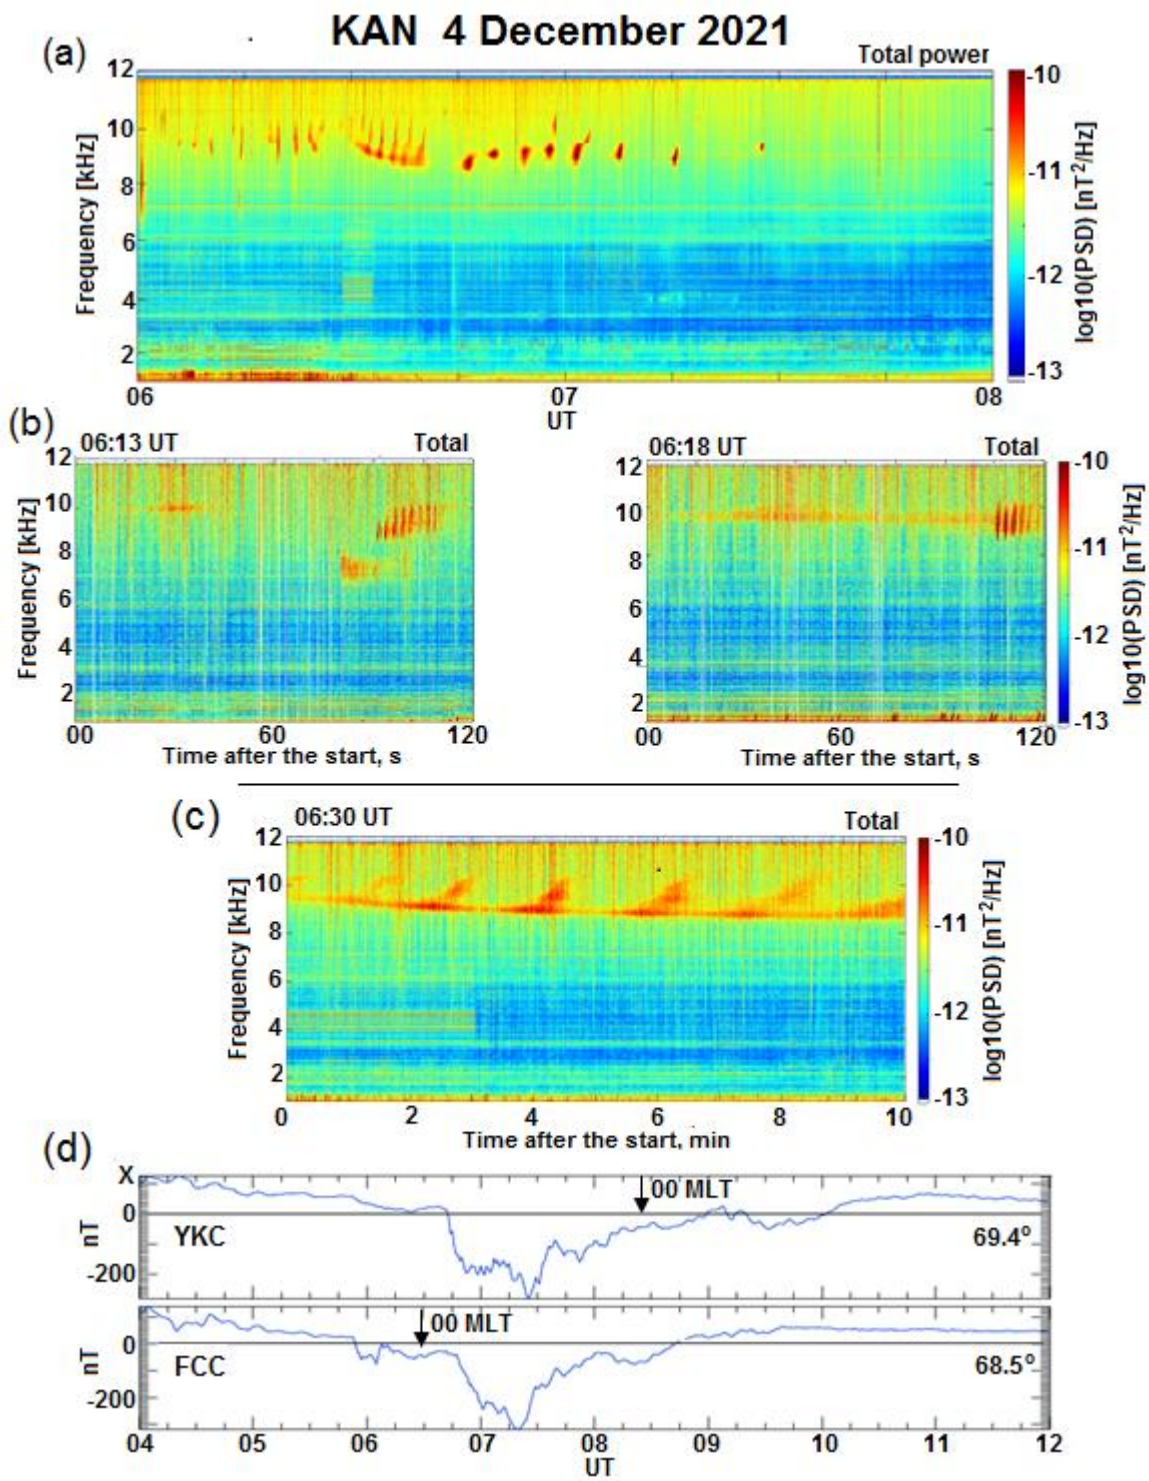 KAN 4 December 2021
(a)
Total power
12
10
8
6
4
2
Frequency [kHz]
06
07
08
UT
-10
-11
-12
-13
log10(PSD) [nT²/Hz]
(b)
06:13 UT
Total
12
10
8
6
4
2
Frequency [kHz]
00
60
120
Time after the start, s
06:18 UT
Total
12
10
8
6
4
2
00
60
120
Time after the start, s
-10
-11
-12
-13
log10(PSD) [nT²/Hz]
(c)
06:30 UT
Total
12
10
8
6
4
2
Frequency [kHz]
0
2
4
6
8
10
Time after the start, min
-10
-11
-12
-13
log10(PSD) [nT²/Hz]
(d)
X
0
-200
nT
YKC
00 MLT
69.4º
0
-200
nT
FCC
00 MLT
68.5º
04
05
06
07
08
09
10
11
12
UT